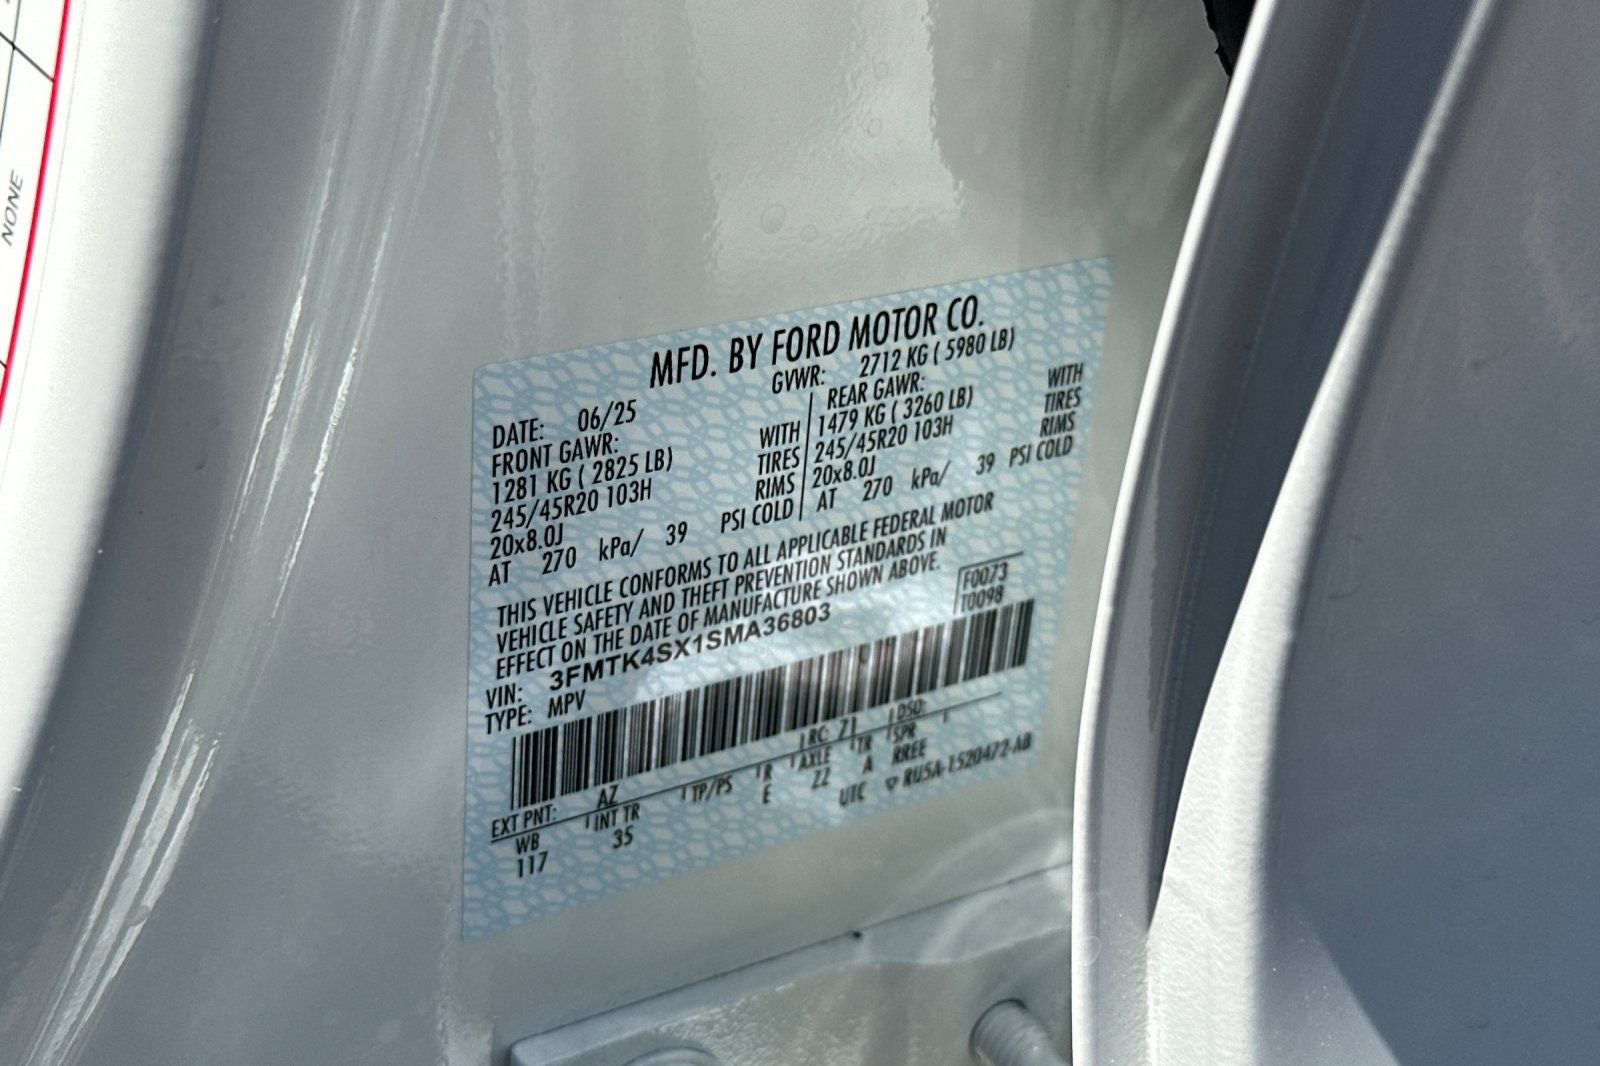 NONE
MFD. BY FORD MOTOR CO.
DATE: 06/25 GVWR: 2712 KG ( 5980 LB)
FRONT GAWR: REAR GAWR:
1281 KG ( 2825 LB) WITH 1479 KG ( 3260 LB) WITH
245/45R20 103H TIRES 245/45R20 103H TIRES
20x8.0J RIMS 20x8.0J RIMS
AT 270 kPa/ 39 PSI COLD AT 270 kPa/ 39 PSI COLD
THIS VEHICLE CONFORMS TO ALL APPLICABLE FEDERAL MOTOR
VEHICLE SAFETY AND THEFT PREVENTION STANDARDS IN
EFFECT ON THE DATE OF MANUFACTURE SHOWN ABOVE.
F0073
T0098
VIN: 3FMTK4SX1SMA36803
TYPE: MPV
EXT PNT: AZ RC: 71 DSO:
WB INT TR TP/PS R AXLE TR SPR
117 35 E ZZ A RREE
UTC RU5A-1520472-AB